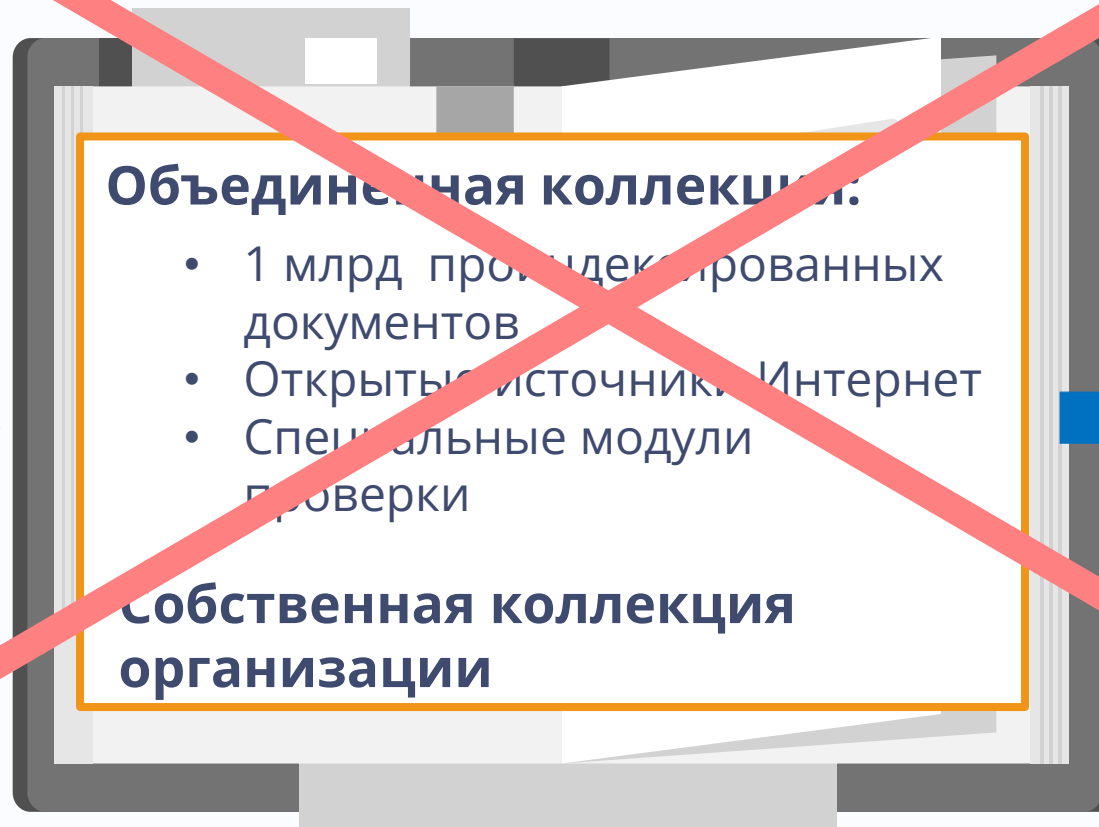 Объединенная коллекция:
• 1 млрд проиндексированных
документов
• Открытые источники Интернет
• Специальные модули
проверки
Собственная коллекция
организации